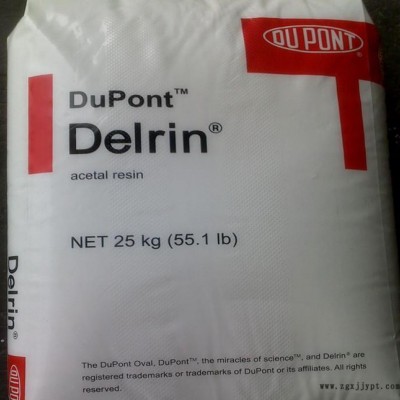 DU PONT®
DuPont™
Delrin®
acetal resin
NET 25 kg (55.1 lb)
Delrin®
DU PONT
The DuPont Oval, DuPont™, the miracles of science™, and Delrin® are
registered trademarks or trademarks of DuPont or its affiliates. All rights
reserved.
www.zgxjjypt.com